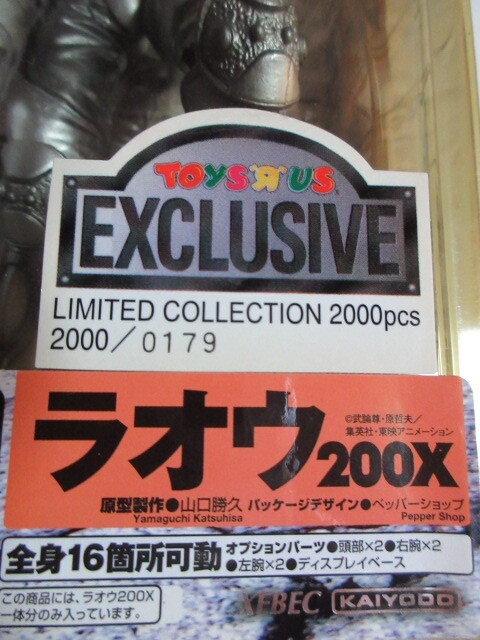 TOYS "R" US
EXCLUSIVE
LIMITED COLLECTION 2000pcs
2000/0179
ラオウ200X
©武論尊・原哲夫/
集英社・東映アニメーション
原型製作●山口勝久 パッケージデザイン●ペッパーショップ
Yamaguchi Katsuhisa Pepper Shop
全身16箇所可動 オプションパーツ●頭部×2●右腕×2
●左腕×2●ディスプレイベース
この商品には、ラオウ200X
一体分のみ入っています。
XEBEC KAIYODO